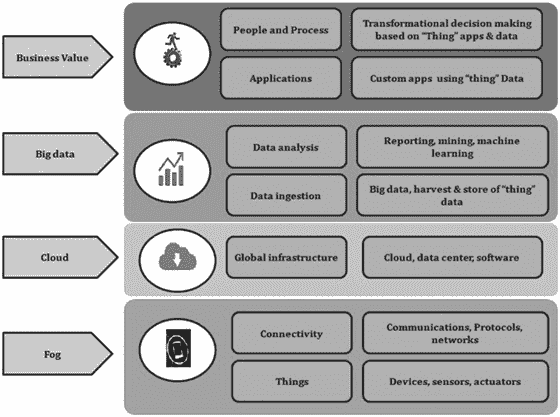 Business Value
People and Process
Transformational decision making
based on "Thing" apps & data
Applications
Custom apps using "thing" Data
Big data
Data analysis
Reporting, mining, machine
learning
Data ingestion
Big data, harvest & store of "thing"
data
Cloud
Global infrastructure
Cloud, data center, software
Fog
Connectivity
Communications, Protocols,
networks
Things
Devices, sensors, actuators